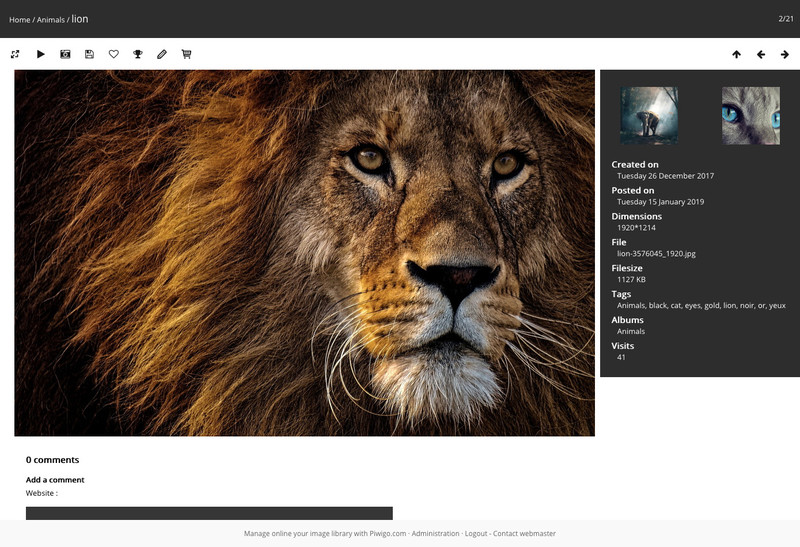 Home / Animals / lion
2/21
Created on
Tuesday 26 December 2017
Posted on
Tuesday 15 January 2019
Dimensions
1920*1214
File
lion-3576045_1920.jpg
Filesize
1127 KB
Tags
Animals, black, cat, eyes, gold, lion, noir, or, yeux
Albums
Animals
Visits
41
0 comments
Add a comment
Website :
Manage online your image library with Piwigo.com · Administration · Logout - Contact webmaster